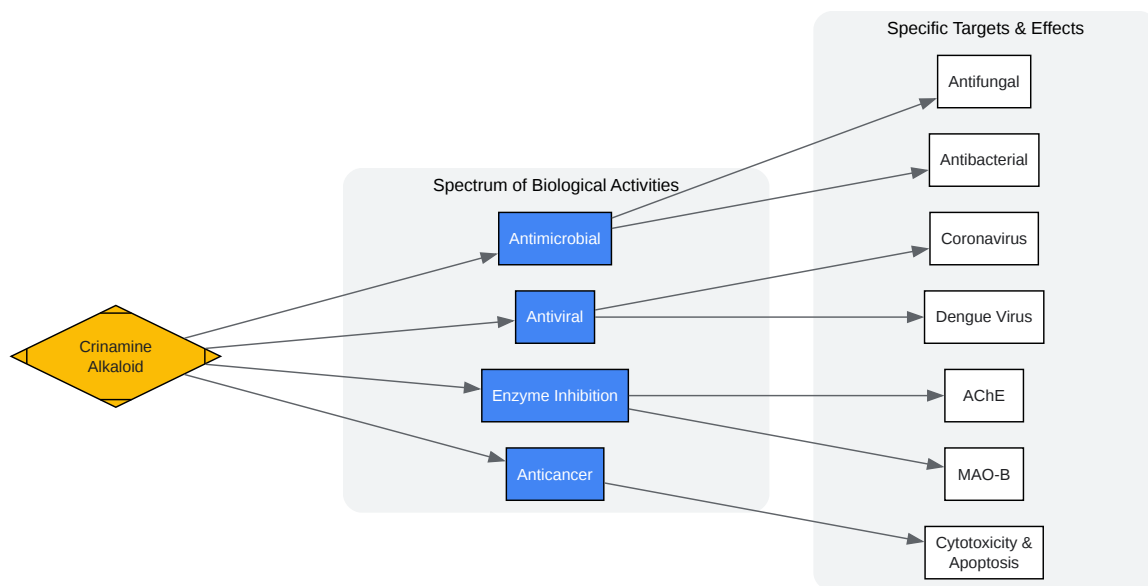 Specific Targets & Effects
Antifungal
Antibacterial
Spectrum of Biological Activities
Antimicrobial
Coronavirus
Antiviral
Dengue Virus
Crinamine
Alkaloid
Enzyme Inhibition
AChE
Anticancer
MAO-B
Cytotoxicity &
Apoptosis